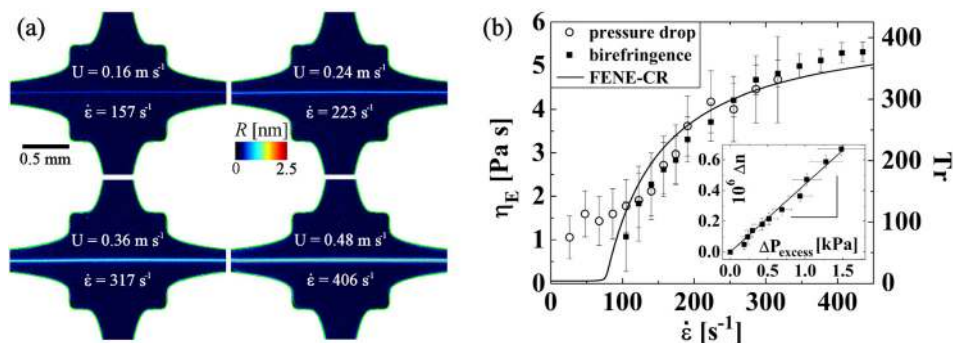 (a)
U = 0.16 m s⁻¹
ε̇ = 157 s⁻¹
0.5 mm
U = 0.24 m s⁻¹
ε̇ = 223 s⁻¹
R [nm]
0 2.5
U = 0.36 m s⁻¹
ε̇ = 317 s⁻¹
U = 0.48 m s⁻¹
ε̇ = 406 s⁻¹
(b)
pressure drop
birefringence
FENE-CR
η_E [Pa s]
6
5
4
3
2
1
0
0 100 200 300 400
ε̇ [s⁻¹]
400
300
200
100
0
Tr
10⁶ Δn
0.6
0.4
0.2
0.0
0.0 0.5 1.0 1.5
ΔP_excess [kPa]